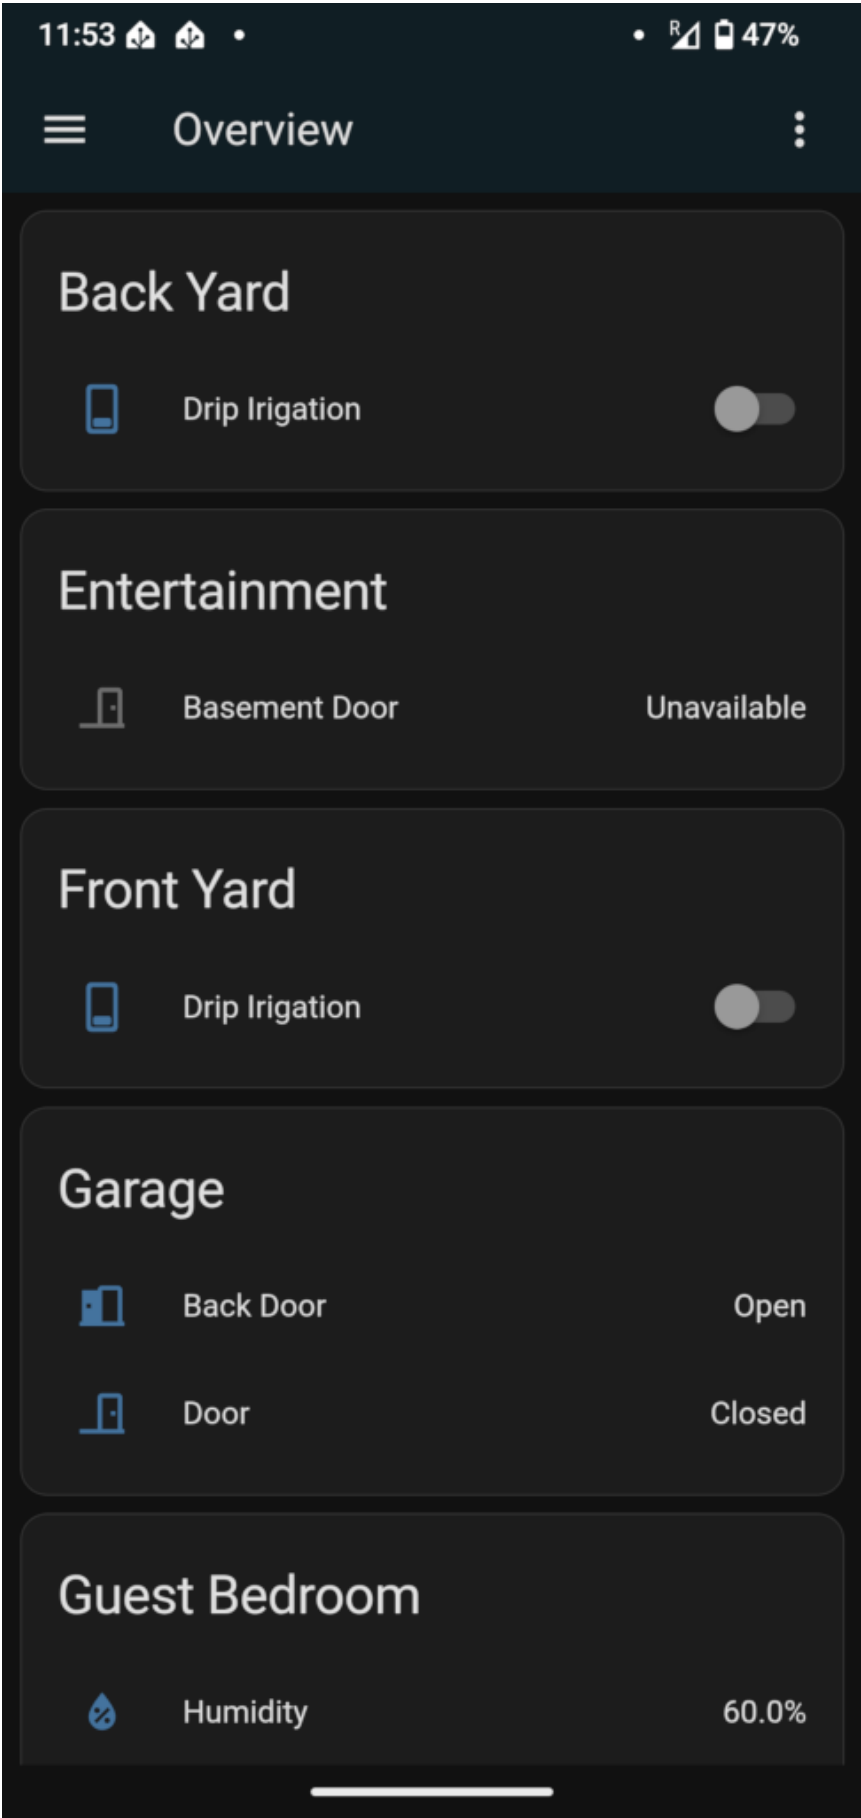 11:53 R 47%
Overview
Back Yard
Drip Irigation
Entertainment
Basement Door Unavailable
Front Yard
Drip Irigation
Garage
Back Door Open
Door Closed
Guest Bedroom
Humidity 60.0%